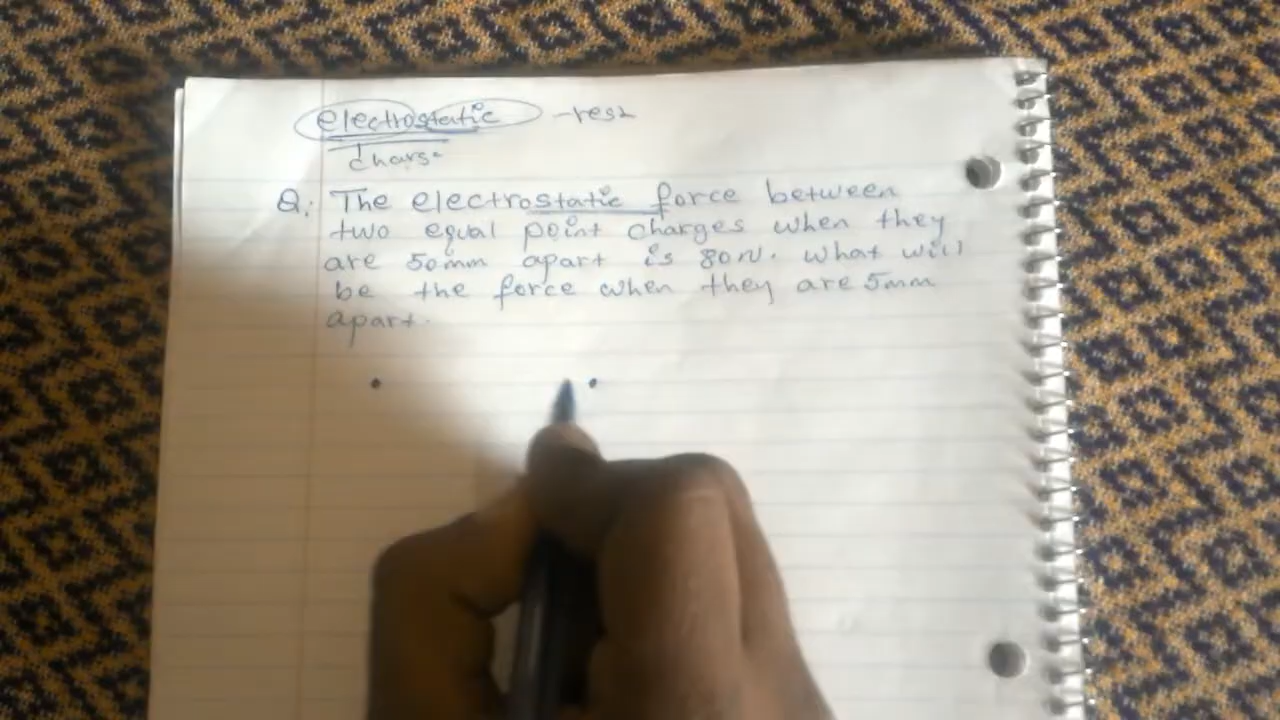 electrostatic - rest
charge
Q: The electrostatic force between
two equal point charges when they
are 50mm apart is 80N. What will
be the force when they are 5mm
apart.